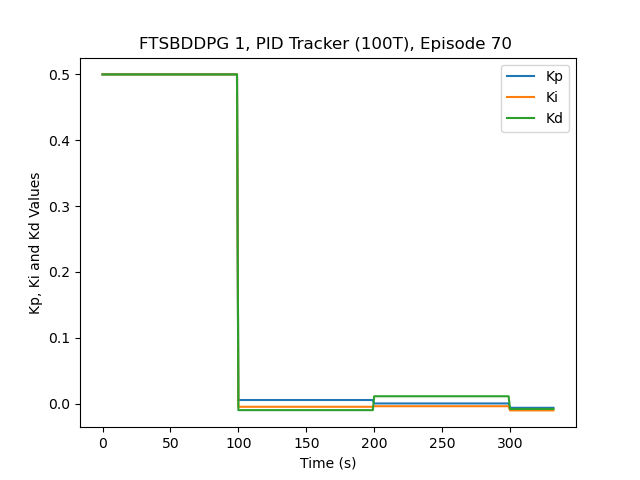 FTSBDDPG 1, PID Tracker (100T), Episode 70
Kp
Ki
Kd
Kp, Ki and Kd Values
0.5
0.4
0.3
0.2
0.1
0.0
0 50 100 150 200 250 300
Time (s)